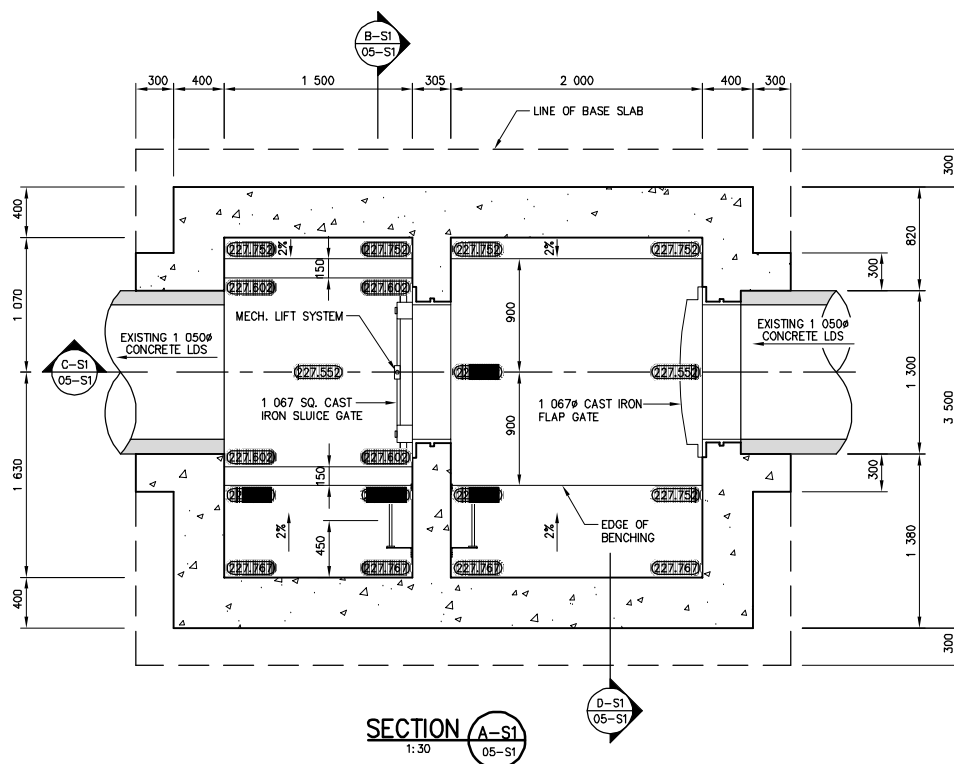 B-S1
05-S1
300 400 1 500 305 2 000 400 300
LINE OF BASE SLAB
300
400
820
227.752 2% 227.752 227.752 2% 227.752
150
300
227.602 227.602
1 070
MECH. LIFT SYSTEM
900
EXISTING 1 050ø
CONCRETE LDS
EXISTING 1 050ø
CONCRETE LDS
C-S1
05-S1
227.552 227.552
1 300
3 500
1 067 SQ. CAST
IRON SLUICE GATE
1 067ø CAST IRON
FLAP GATE
900
227.602 227.602
1 630
150
300
227.752
2%
450
2%
EDGE OF
BENCHING
1 380
227.767 227.767 227.767 227.767
400
300
D-S1
05-S1
SECTION A-S1
1:30 05-S1